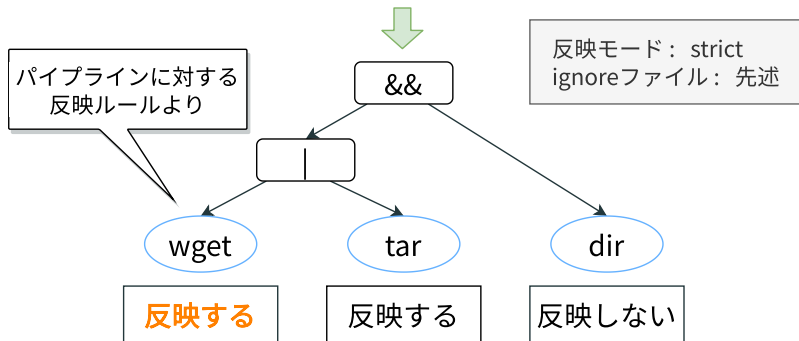 反映モード： strict
ignoreファイル： 先述
パイプラインに対する
反映ルールより
&&
|
wget
tar
dir
反映する
反映する
反映しない